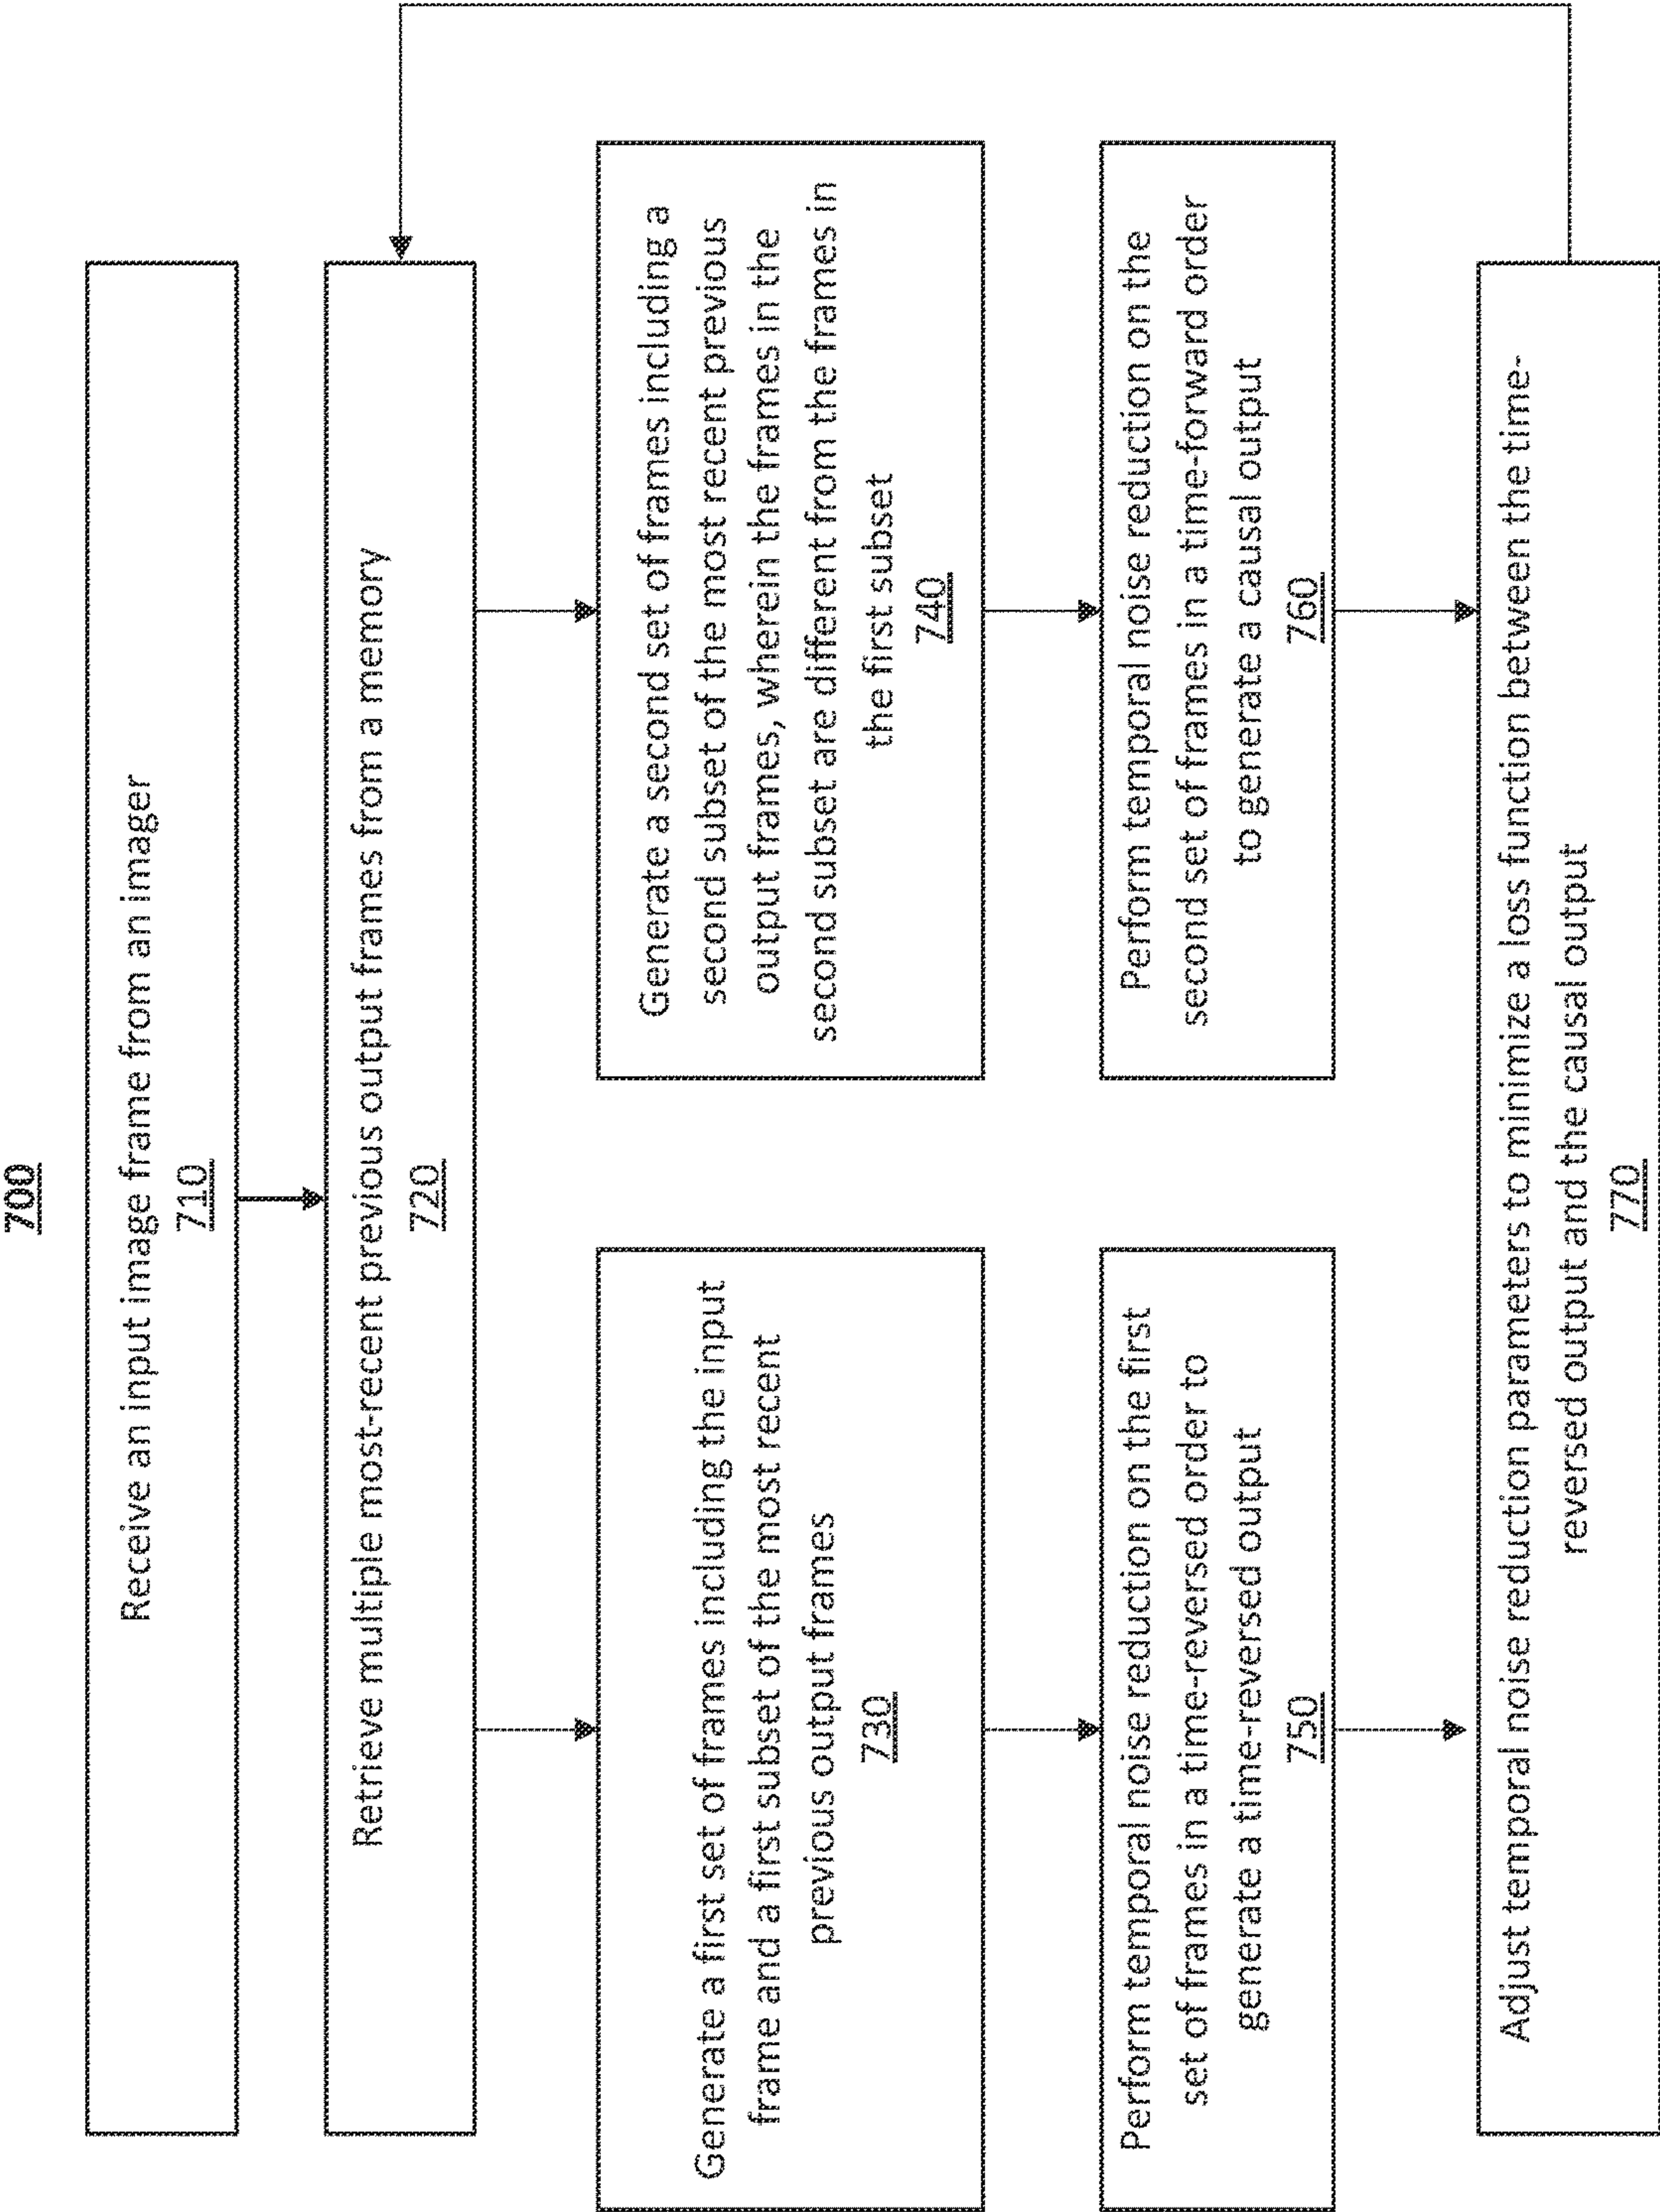 700
Receive an input image frame from an imager
710
Retrieve multiple most-recent previous output frames from a memory
720
Generate a first set of frames including the input
frame and a first subset of the most recent
previous output frames
730
Generate a second set of frames including a
second subset of the most recent previous
output frames, wherein the frames in the
second subset are different from the frames in
the first subset
740
Perform temporal noise reduction on the first
set of frames in a time-reversed order to
generate a time-reversed output
750
Perform temporal noise reduction on the
second set of frames in a time-forward order
to generate a causal output
760
Adjust temporal noise reduction parameters to minimize a loss function between the time-
reversed output and the causal output
770